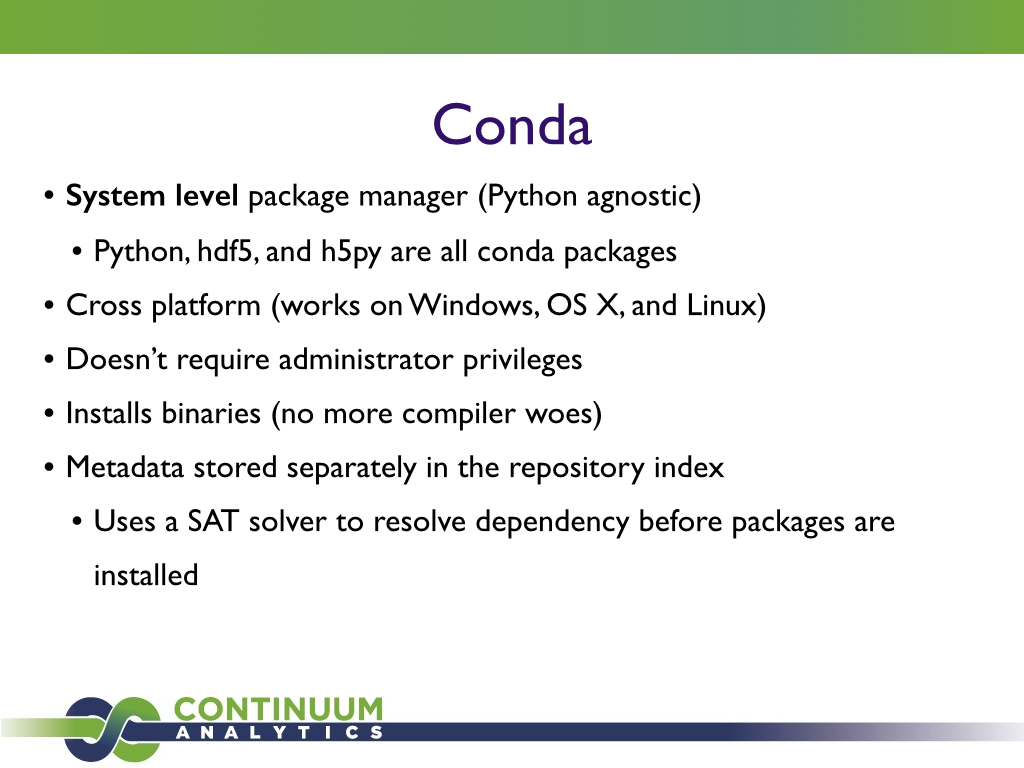 Conda
• System level package manager (Python agnostic)
• Python, hdf5, and h5py are all conda packages
• Cross platform (works on Windows, OS X, and Linux)
• Doesn’t require administrator privileges
• Installs binaries (no more compiler woes)
• Metadata stored separately in the repository index
• Uses a SAT solver to resolve dependency before packages are
installed
CONTINUUM
ANALYTICS